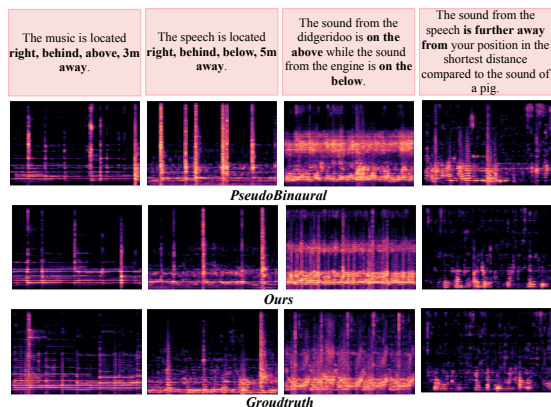 The music is located
right, behind, above, 3m
away.
The speech is located
right, behind, below, 5m
away.
The sound from the
didgeridoo is on the
above while the sound
from the engine is on the
below.
The sound from the
speech is further away
from your position in the
shortest distance
compared to the sound of
a pig.
PseudoBinaural
Ours
Groudtruth